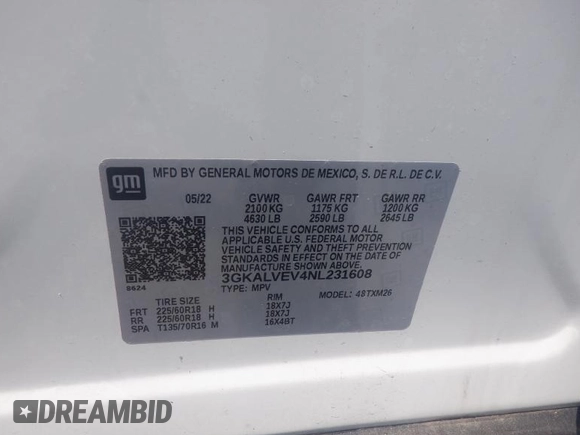 gm
MFD BY GENERAL MOTORS DE MEXICO, S. DE R.L. DE C.V.
05/22 GVWR GAWR FRT GAWR RR
2100 KG 1175 KG 1200 KG
4630 LB 2590 LB 2645 LB
THIS VEHICLE CONFORMS TO ALL
APPLICABLE U.S. FEDERAL MOTOR
VEHICLE SAFETY AND THEFT PREVENTION
STANDARDS IN EFFECT ON THE DATE OF
MANUFACTURE SHOWN ABOVE.
3GKALVEV4NL231608
8624
TYPE: MPV MODEL: 48TXM26
TIRE SIZE RIM
FRT 225/60R18 H 18X7J
RR 225/60R18 H 18X7J
SPA T135/70R16 M 16X4BT
DREAMBID